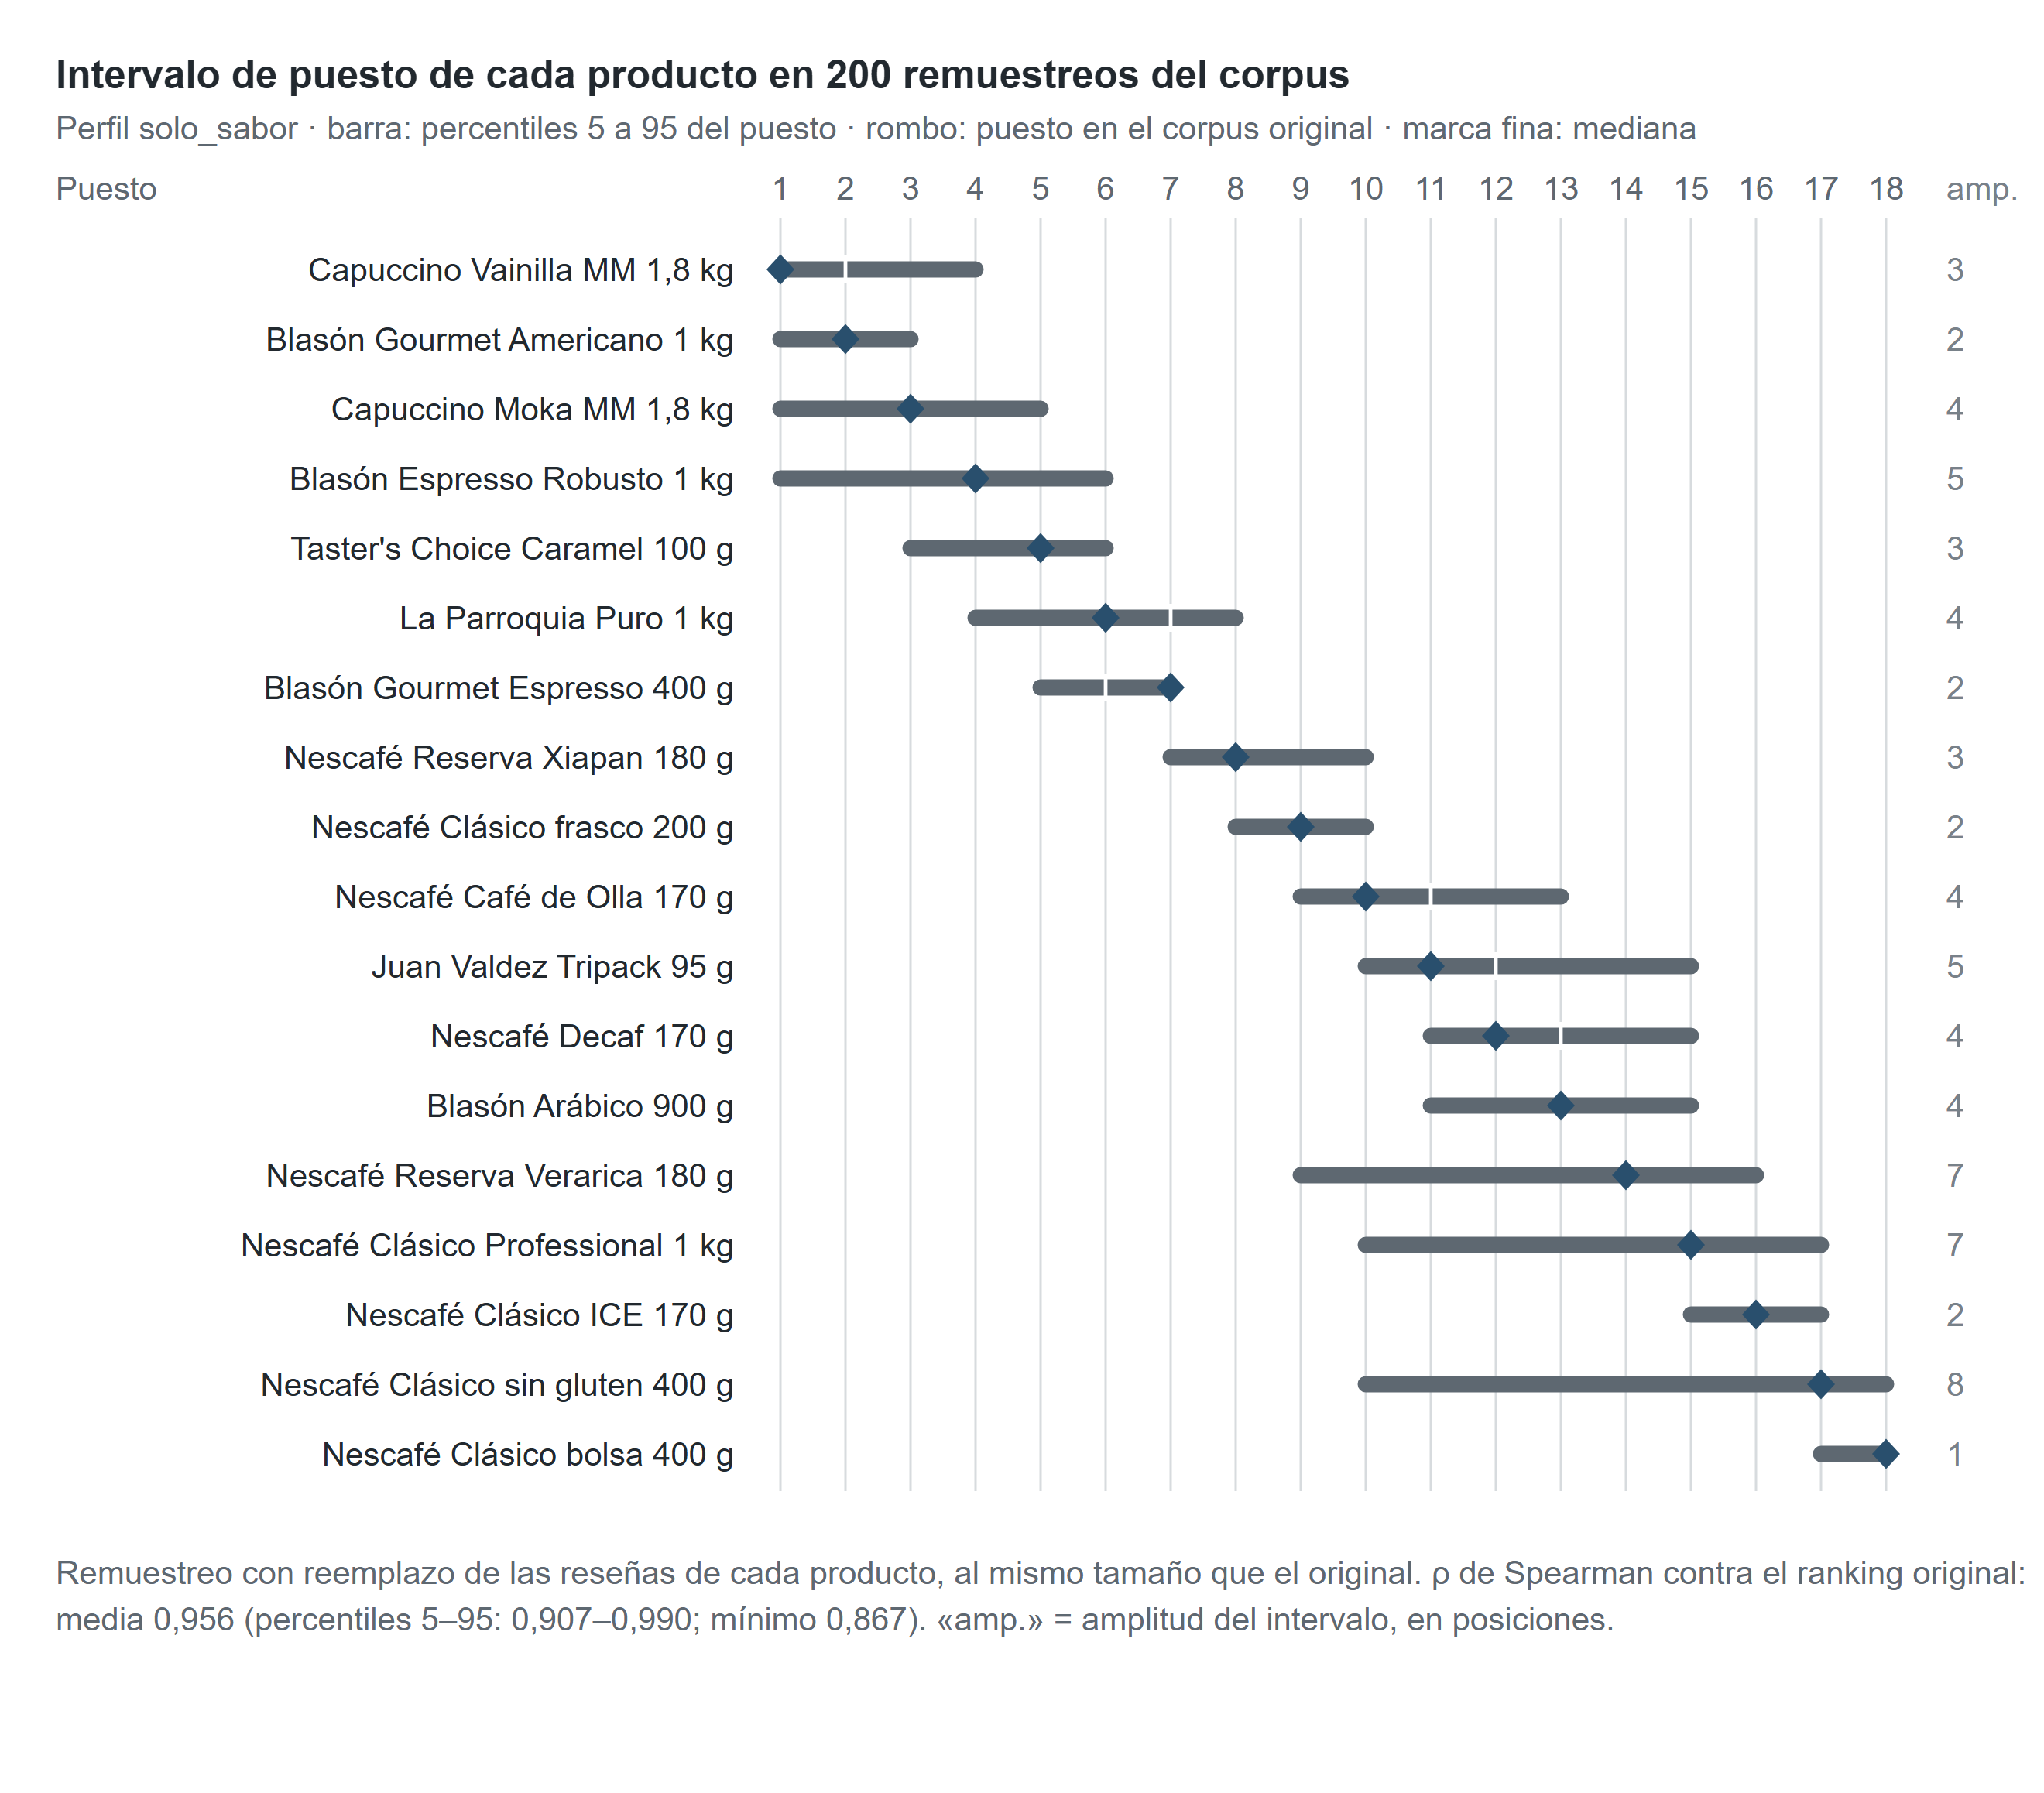 Intervalo de puesto de cada producto en 200 remuestreos del corpus
Perfil solo_sabor · barra: percentiles 5 a 95 del puesto · rombo: puesto en el corpus original · marca fina: mediana
Puesto 1 2 3 4 5 6 7 8 9 10 11 12 13 14 15 16 17 18 amp.
Capuccino Vainilla MM 1,8 kg 3
Blasón Gourmet Americano 1 kg 2
Capuccino Moka MM 1,8 kg 4
Blasón Espresso Robusto 1 kg 5
Taster's Choice Caramel 100 g 3
La Parroquia Puro 1 kg 4
Blasón Gourmet Espresso 400 g 2
Nescafé Reserva Xiapan 180 g 3
Nescafé Clásico frasco 200 g 2
Nescafé Café de Olla 170 g 4
Juan Valdez Tripack 95 g 5
Nescafé Decaf 170 g 4
Blasón Arábico 900 g 4
Nescafé Reserva Verarica 180 g 7
Nescafé Clásico Professional 1 kg 7
Nescafé Clásico ICE 170 g 2
Nescafé Clásico sin gluten 400 g 8
Nescafé Clásico bolsa 400 g 1
Remuestreo con reemplazo de las reseñas de cada producto, al mismo tamaño que el original. ρ de Spearman contra el ranking original:
media 0,956 (percentiles 5–95: 0,907–0,990; mínimo 0,867). «amp.» = amplitud del intervalo, en posiciones.